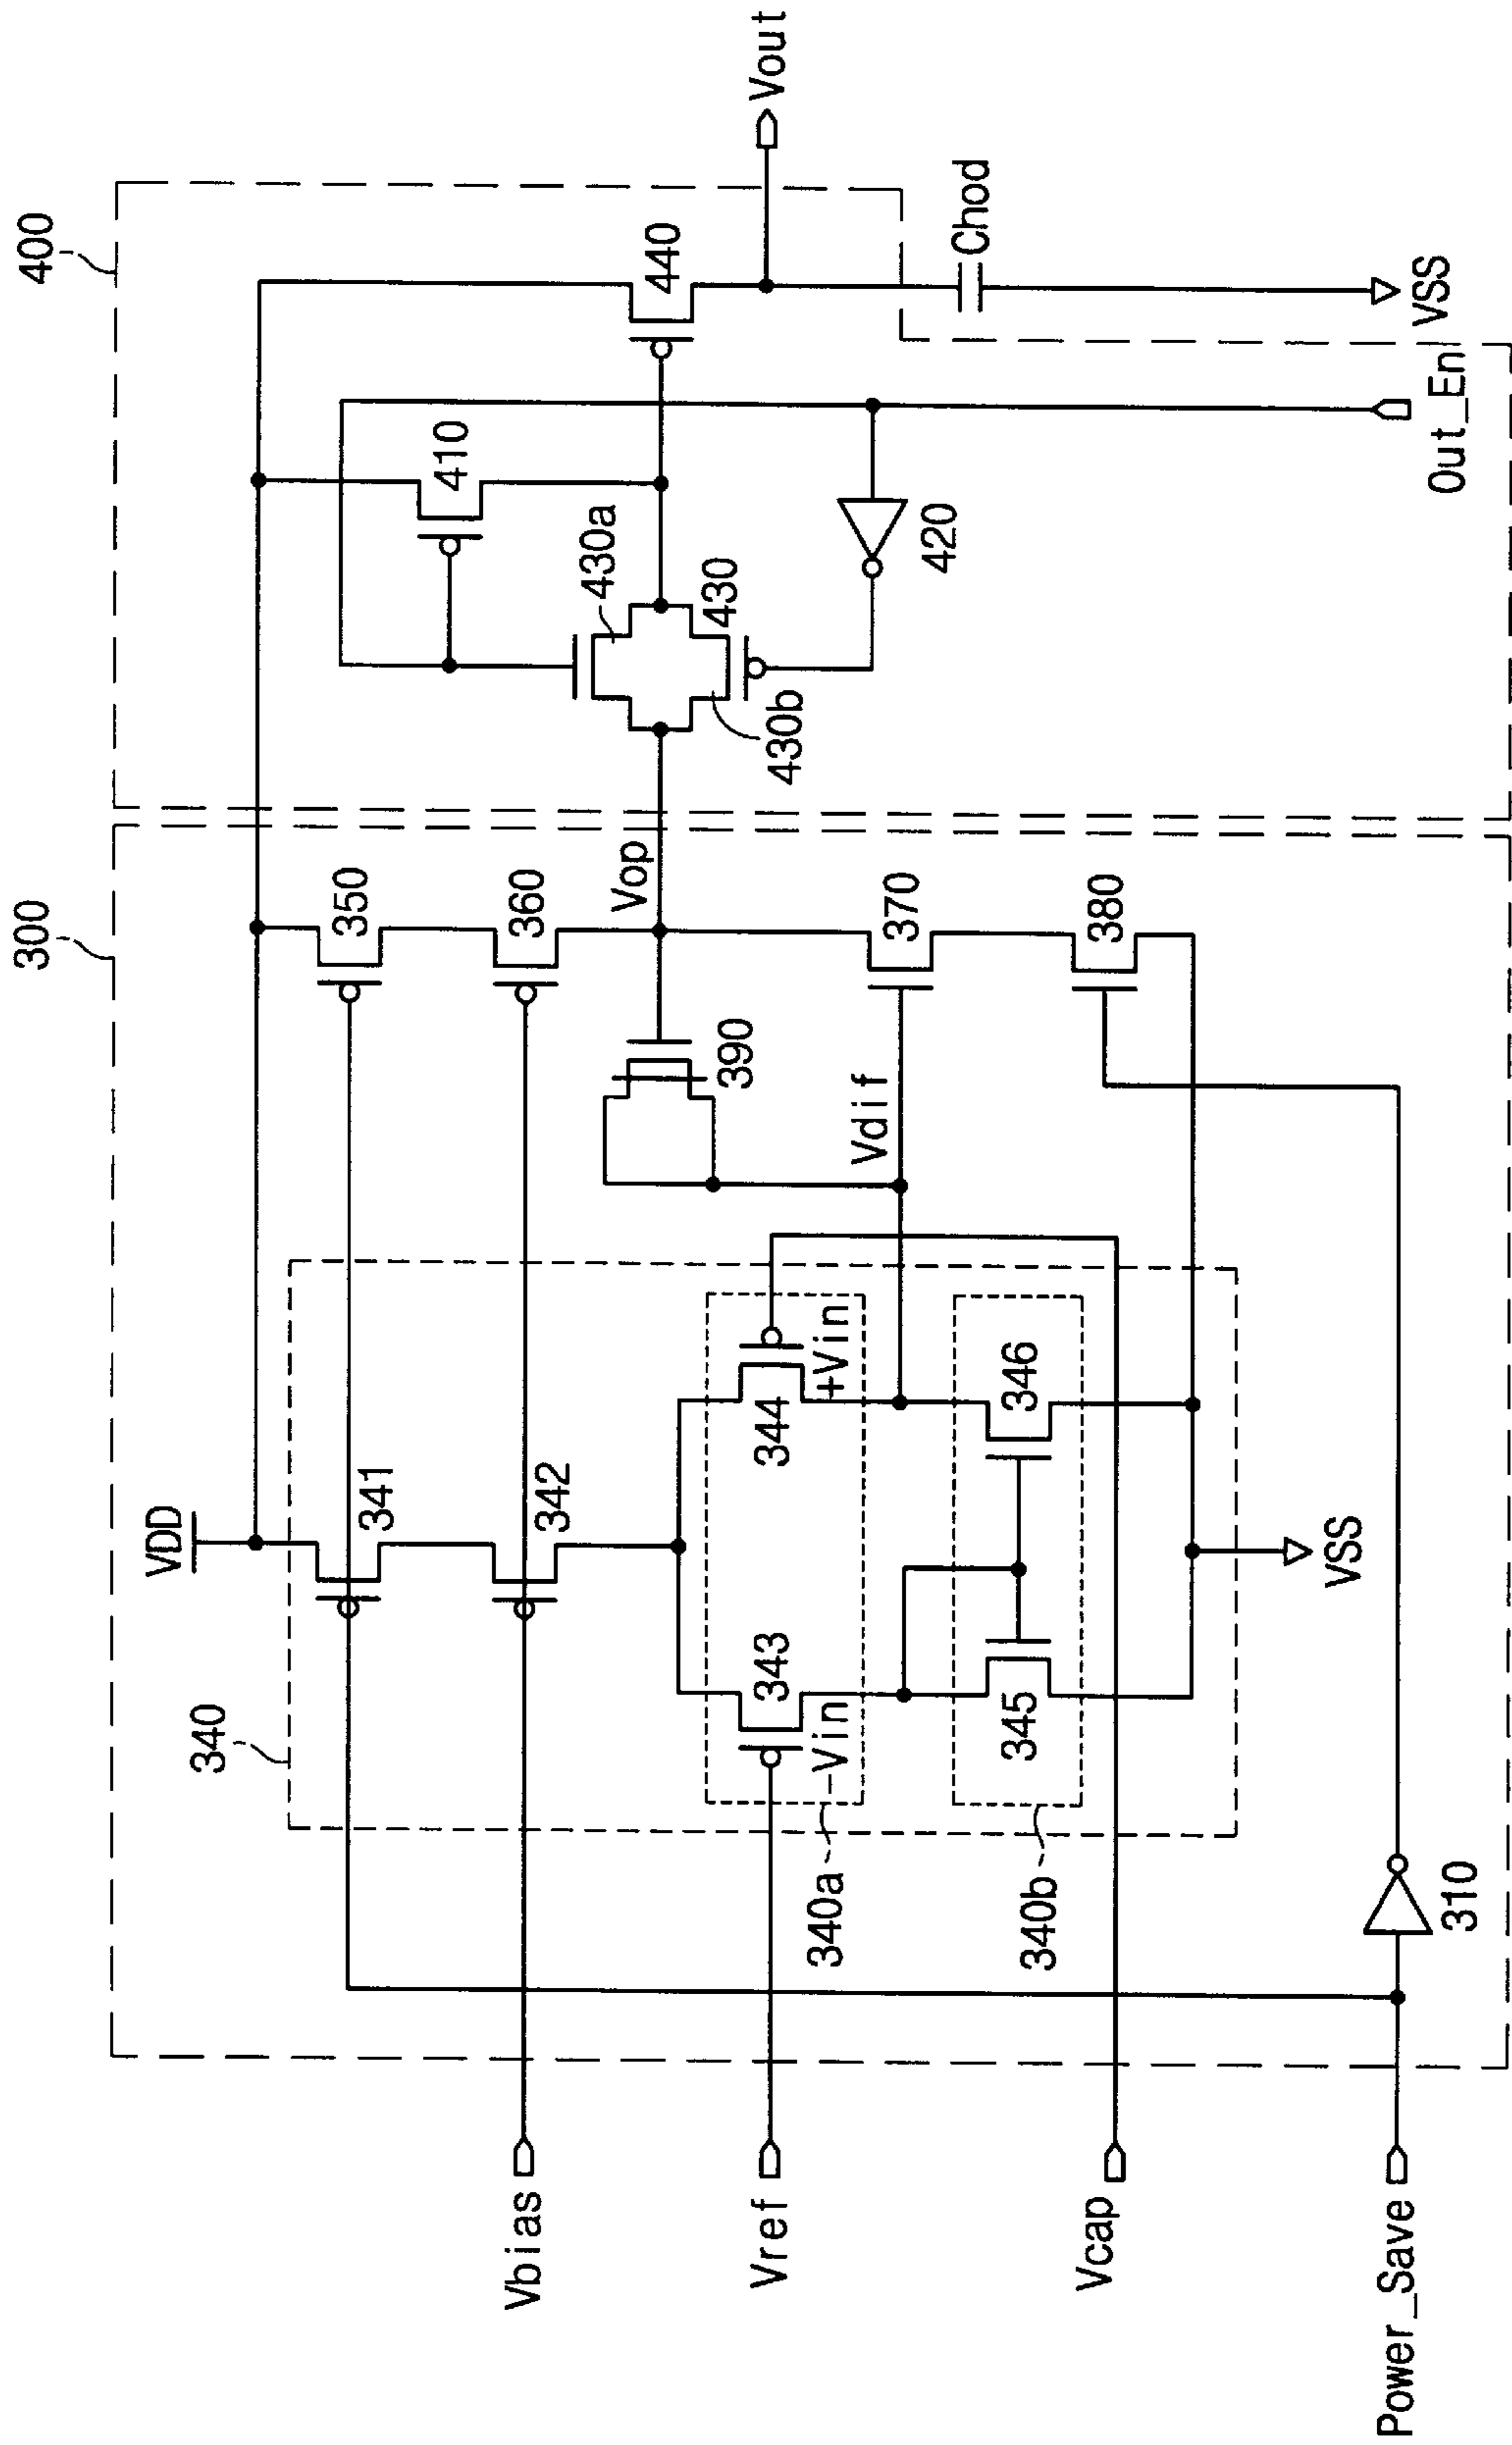 400
300
340
VDD
341
342
350
360
Vop
390
370
380
Vdif
343
-Vin
344
+Vin
340a
345
346
340b
VSS
310
410
430a
430
430b
420
440
Vout
Chod
VSS
Out_En
Vbias
Vref
Vcap
Power_Save